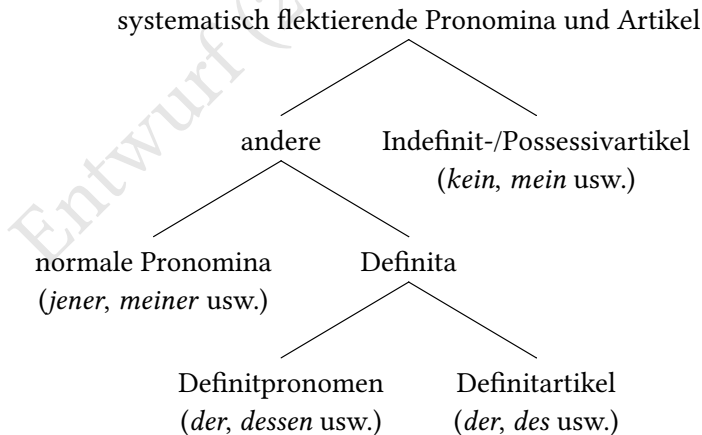 systematisch flektierende Pronomina und Artikel
andere
Indefinit-/Possessivartikel
(kein, mein usw.)
normale Pronomina
(jener, meiner usw.)
Definita
Definitpronomen
(der, dessen usw.)
Definitartikel
(der, des usw.)
Entwurf (2